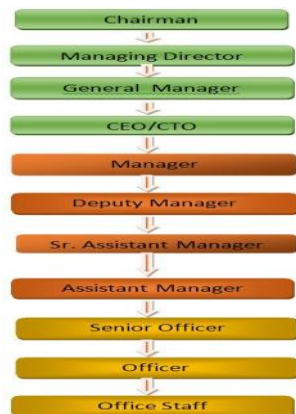 Chairman
Managing Director
General Manager
CEO/CTO
Manager
Deputy Manager
Sr. Assistant Manager
Assistant Manager
Senior Officer
Officer
Office Staff